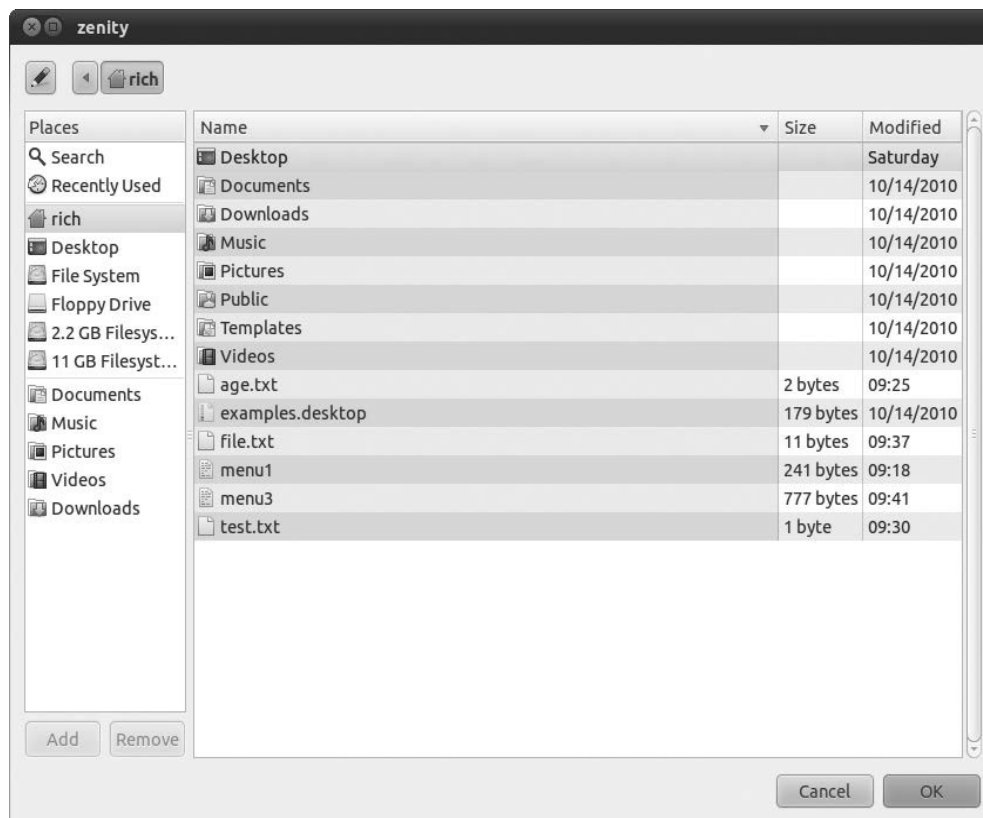 zenity
rich
Places
Search
Recently Used
rich
Desktop
File System
Floppy Drive
2.2 GB Filesys...
11 GB Filesyst...
Documents
Music
Pictures
Videos
Downloads
Add Remove
Name Size Modified
Desktop Saturday
Documents 10/14/2010
Downloads 10/14/2010
Music 10/14/2010
Pictures 10/14/2010
Public 10/14/2010
Templates 10/14/2010
Videos 10/14/2010
age.txt 2 bytes 09:25
examples.desktop 179 bytes 10/14/2010
file.txt 11 bytes 09:37
menu1 241 bytes 09:18
menu3 777 bytes 09:41
test.txt 1 byte 09:30
Cancel OK